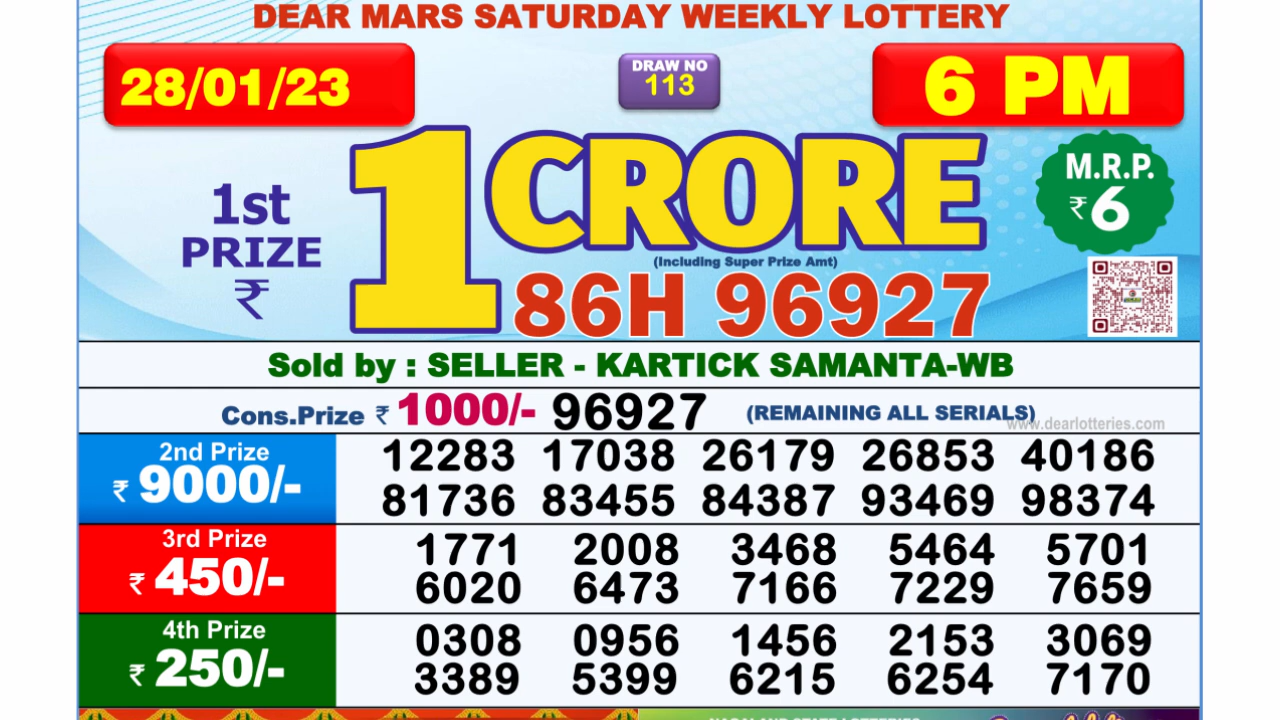 DEAR MARS SATURDAY WEEKLY LOTTERY
28/01/23
DRAW NO
113
6 PM
1st
PRIZE
₹
1 CRORE
(Including Super Prize Amt)
86H 96927
M.R.P.
₹6
Sold by : SELLER - KARTICK SAMANTA-WB
Cons.Prize ₹ 1000/- 96927 (REMAINING ALL SERIALS)
www.dearlotteries.com
2nd Prize
₹ 9000/-
12283 17038 26179 26853 40186
81736 83455 84387 93469 98374
3rd Prize
₹ 450/-
1771 2008 3468 5464 5701
6020 6473 7166 7229 7659
4th Prize
₹ 250/-
0308 0956 1456 2153 3069
3389 5399 6215 6254 7170
NAGALAND STATE LOTTERIES